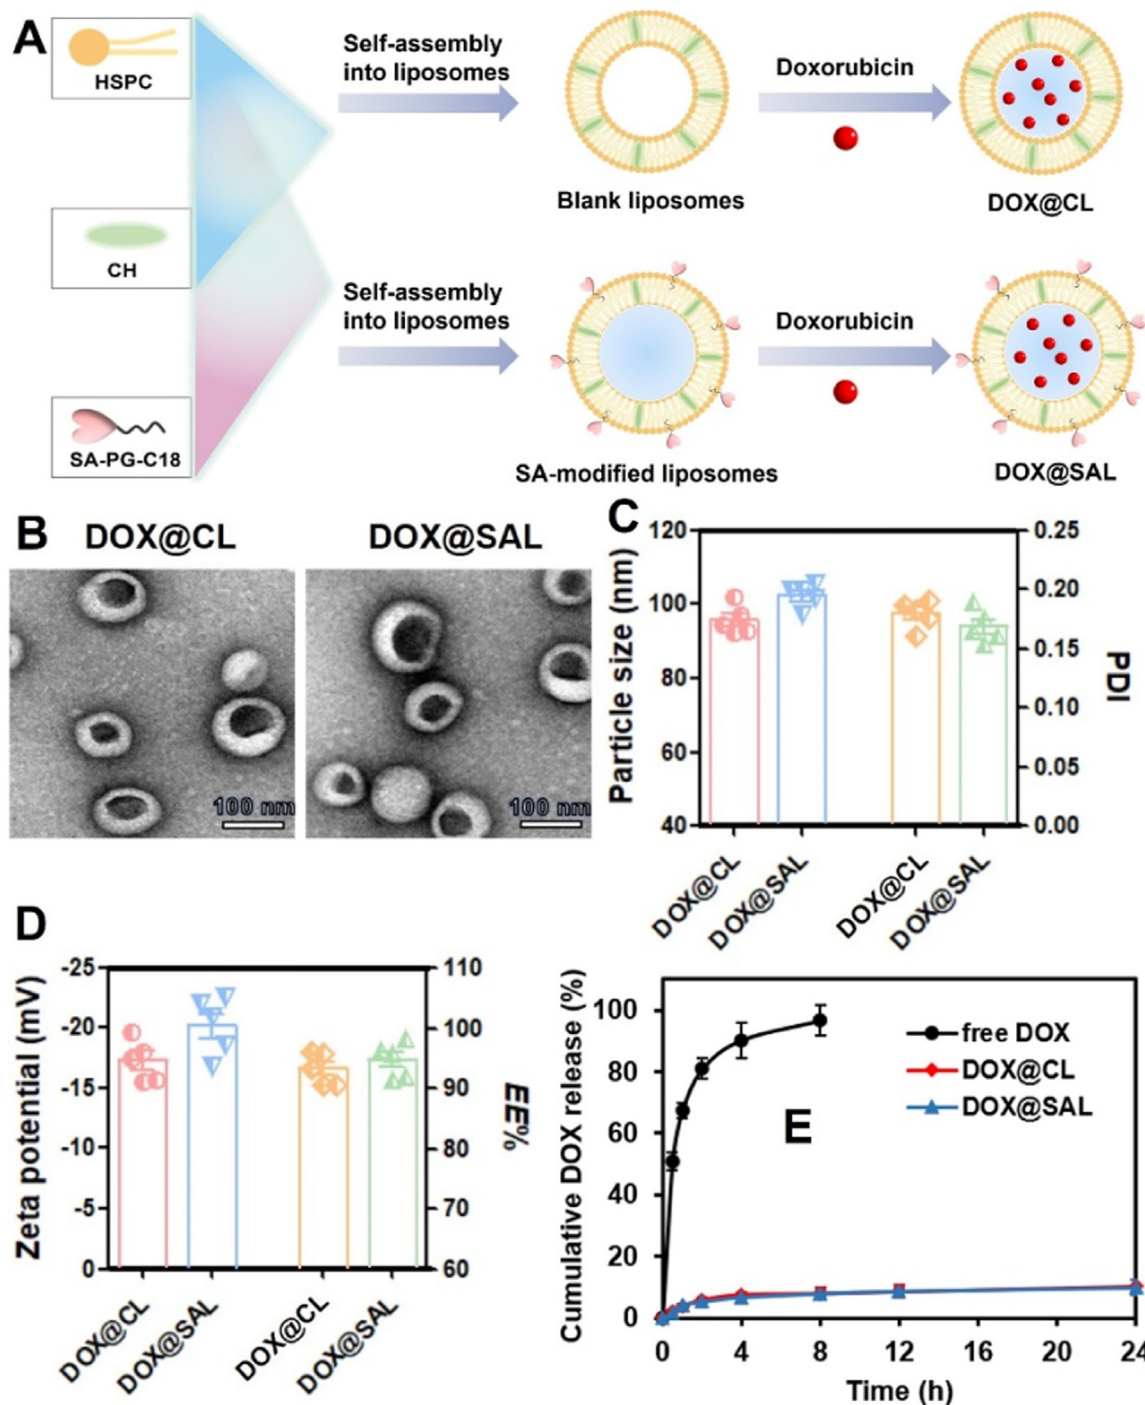 A
HSPC
CH
SA-PG-C18
Self-assembly
into liposomes
Blank liposomes
Doxorubicin
DOX@CL
Self-assembly
into liposomes
SA-modified liposomes
Doxorubicin
DOX@SAL
B
DOX@CL
DOX@SAL
100 nm
100 nm
C
Particle size (nm)
120
100
80
60
40
0.25
0.20
0.15
0.10
0.05
0.00
PDI
DOX@CL
DOX@SAL
DOX@CL
DOX@SAL
D
Zeta potential (mV)
-25
-20
-15
-10
-5
0
110
100
90
80
70
60
EE%
DOX@CL
DOX@SAL
DOX@CL
DOX@SAL
E
Cumulative DOX release (%)
100
80
60
40
20
0
free DOX
DOX@CL
DOX@SAL
0 4 8 12 16 20 24
Time (h)